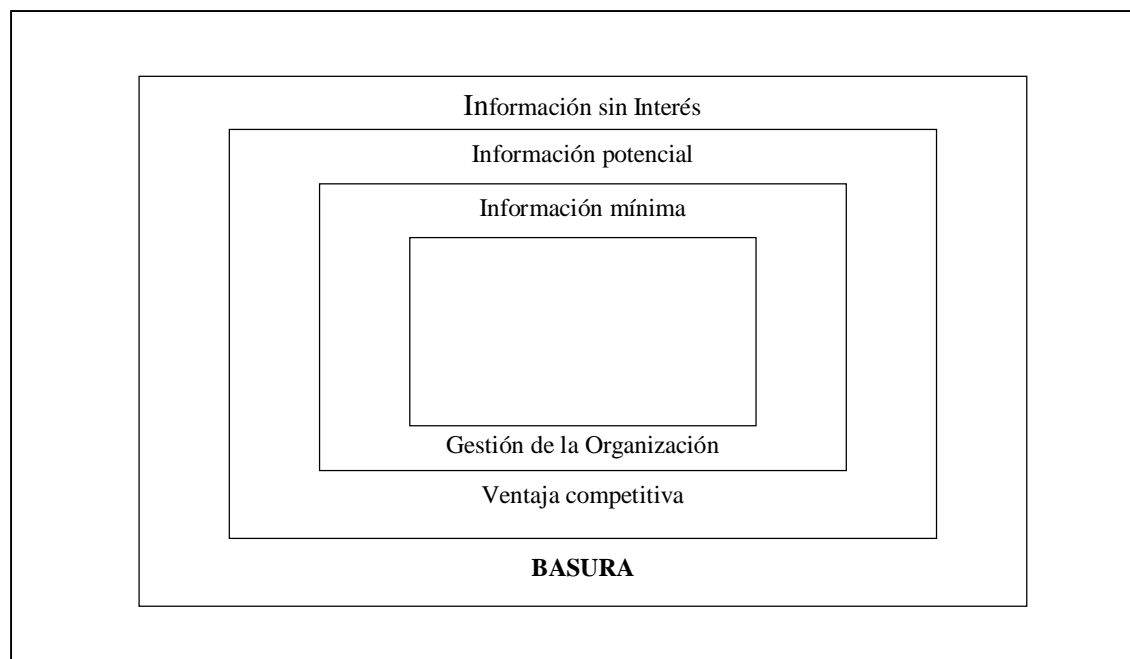 Información sin Interés
Información potencial
Información mínima
Gestión de la Organización
Ventaja competitiva
BASURA